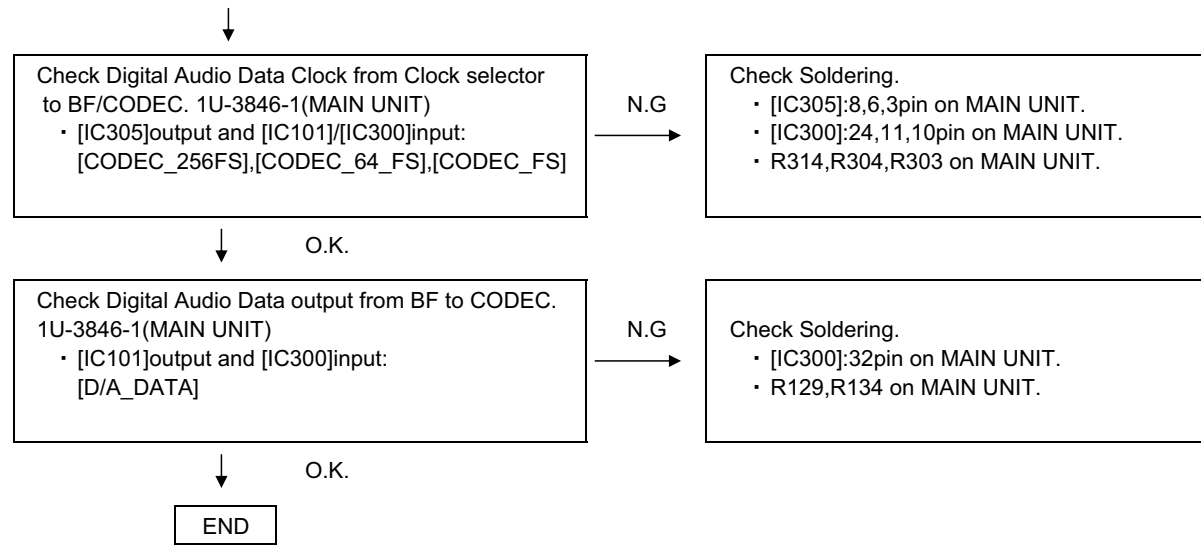 Check Digital Audio Data Clock from Clock selector
to BF/CODEC. 1U-3846-1(MAIN UNIT)
・[IC305]output and [IC101]/[IC300]input:
[CODEC_256FS],[CODEC_64_FS],[CODEC_FS]
N.G
Check Soldering.
・[IC305]:8,6,3pin on MAIN UNIT.
・[IC300]:24,11,10pin on MAIN UNIT.
・R314,R304,R303 on MAIN UNIT.
O.K.
Check Digital Audio Data output from BF to CODEC.
1U-3846-1(MAIN UNIT)
・[IC101]output and [IC300]input:
[D/A_DATA]
N.G
Check Soldering.
・[IC300]:32pin on MAIN UNIT.
・R129,R134 on MAIN UNIT.
O.K.
END